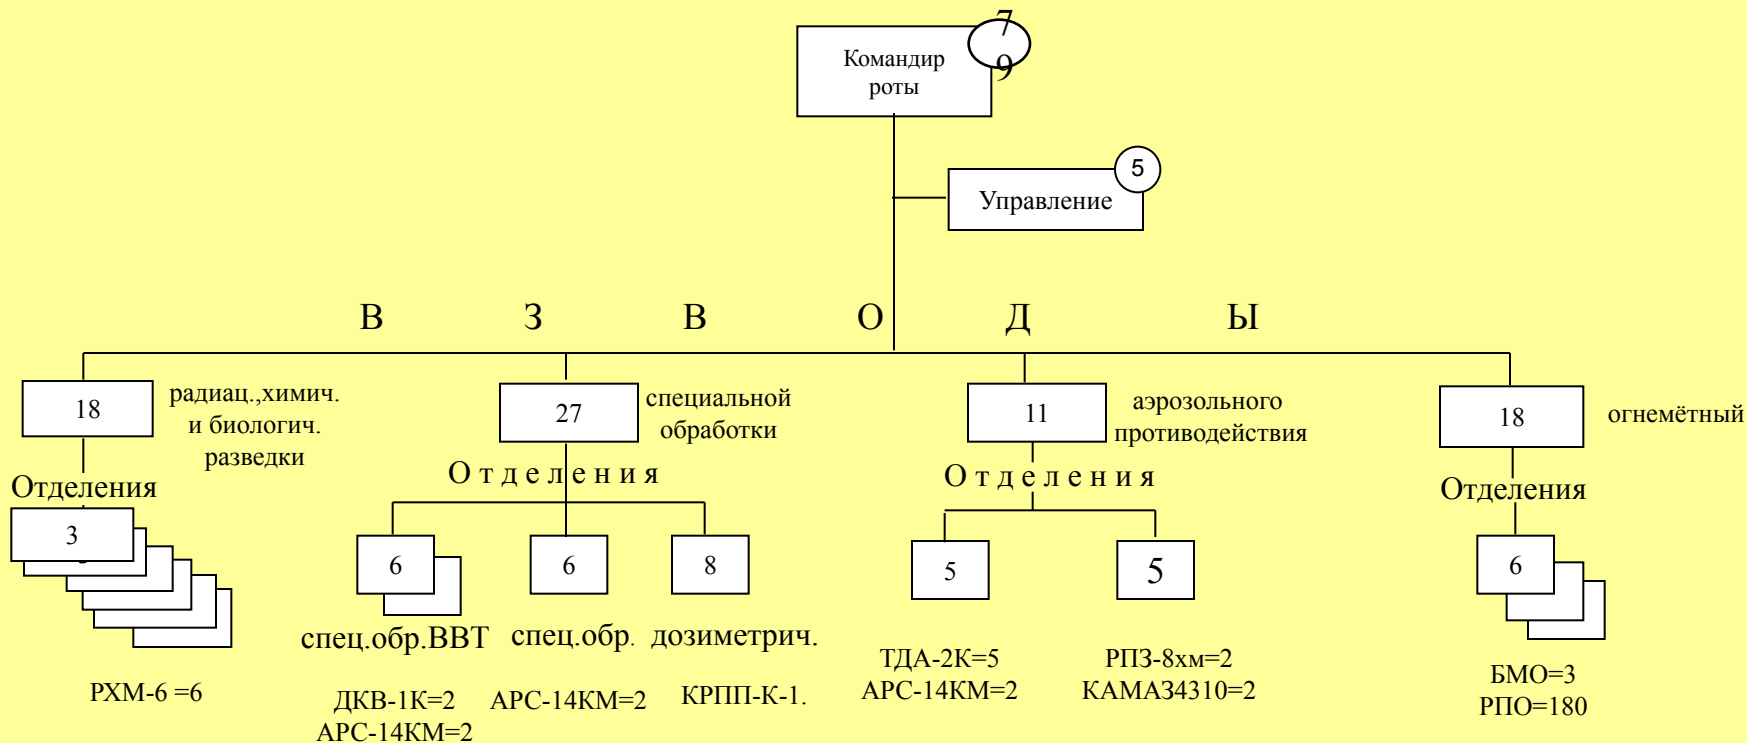 7
9
Командир
роты
5
Управление
В З В О Д Ы
18
радиац.,химич.
и биологич.
разведки
27
специальной
обработки
11
аэрозольного
противодействия
18
огнемётный
Отделения
О т д е л е н и я
О т д е л е н и я
Отделения
3
6
6
8
5
5
6
спец.обр.ВВТ
спец.обр.
дозиметрич.
РХМ-6 =6
ДКВ-1К=2
АРС-14КМ=2
АРС-14КМ=2
КРПП-К-1.
ТДА-2К=5
АРС-14КМ=2
РПЗ-8хм=2
КАМАЗ4310=2
БМО=3
РПО=180